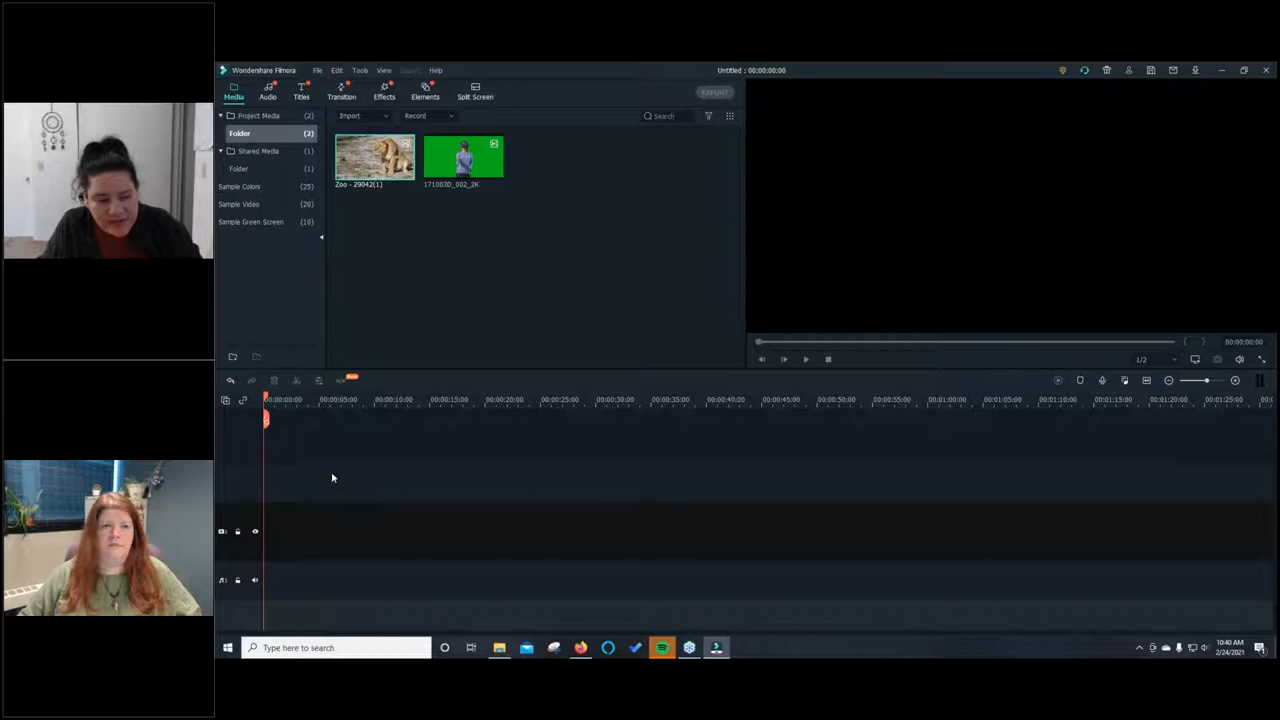 Wondershare Filmora File Edit Tools View Export Help Untitled : 00:00:00:00
Media Audio Titles Transition Effects Elements Split Screen EXPORT
Project Media (2) Import Record Search
Folder (2)
Shared Media (1)
Folder (1)
Sample Colors (25)
Sample Video (20)
Sample Green Screen (10)
Zoo - 29042(1) 171003D_002_2K
00:00:00:00
1/2
00:00:00:00 00:00:05:00 00:00:10:00 00:00:15:00 00:00:20:00 00:00:25:00 00:00:30:00 00:00:35:00 00:00:40:00 00:00:45:00 00:00:50:00 00:00:55:00 00:01:00:00 00:01:05:00 00:01:10:00 00:01:15:00 00:01:20:00 00:01:25:00
Type here to search
10:40 AM
2/24/2021